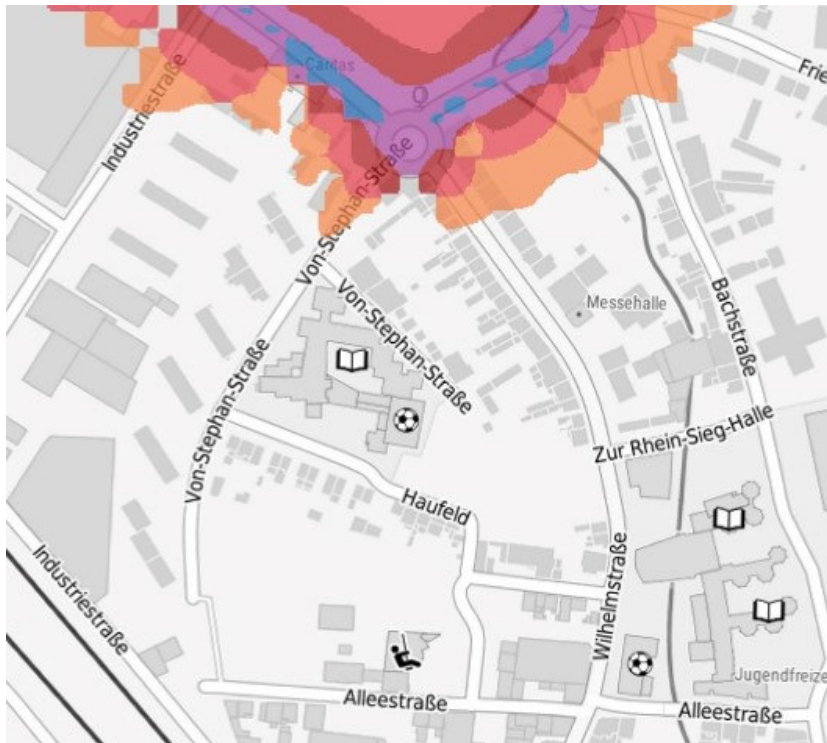 Caritas
Frie
Industriestraße
Von-Stephan-Straße
Messehalle
Bachstraße
Von-Stephan-Straße
Von-Stephan-Straße
Zur Rhein-Sieg-Halle
Haufeld
Industriestraße
Wilhelmstraße
Jugendfreize
Alleestraße
Alleestraße